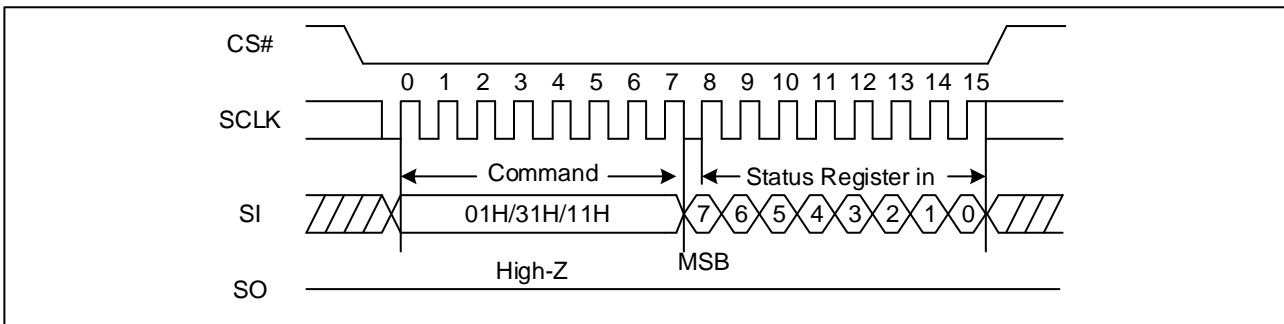 CS#
0 1 2 3 4 5 6 7 8 9 10 11 12 13 14 15
SCLK
Command Status Register in
SI 01H/31H/11H 7 6 5 4 3 2 1 0
High-Z MSB
SO